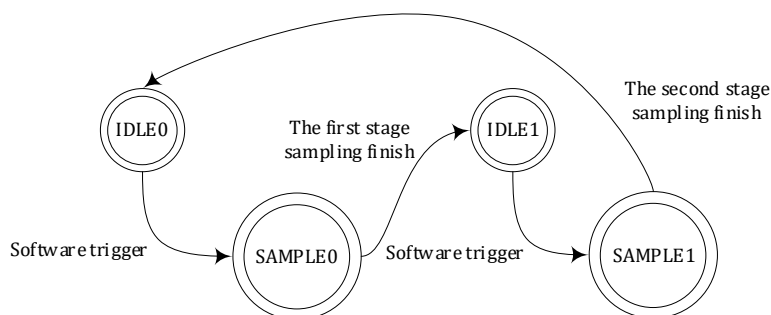 The second stage
sampling finish
IDLE0
The first stage
sampling finish
IDLE1
Software trigger
SAMPLE0
Software trigger
SAMPLE1